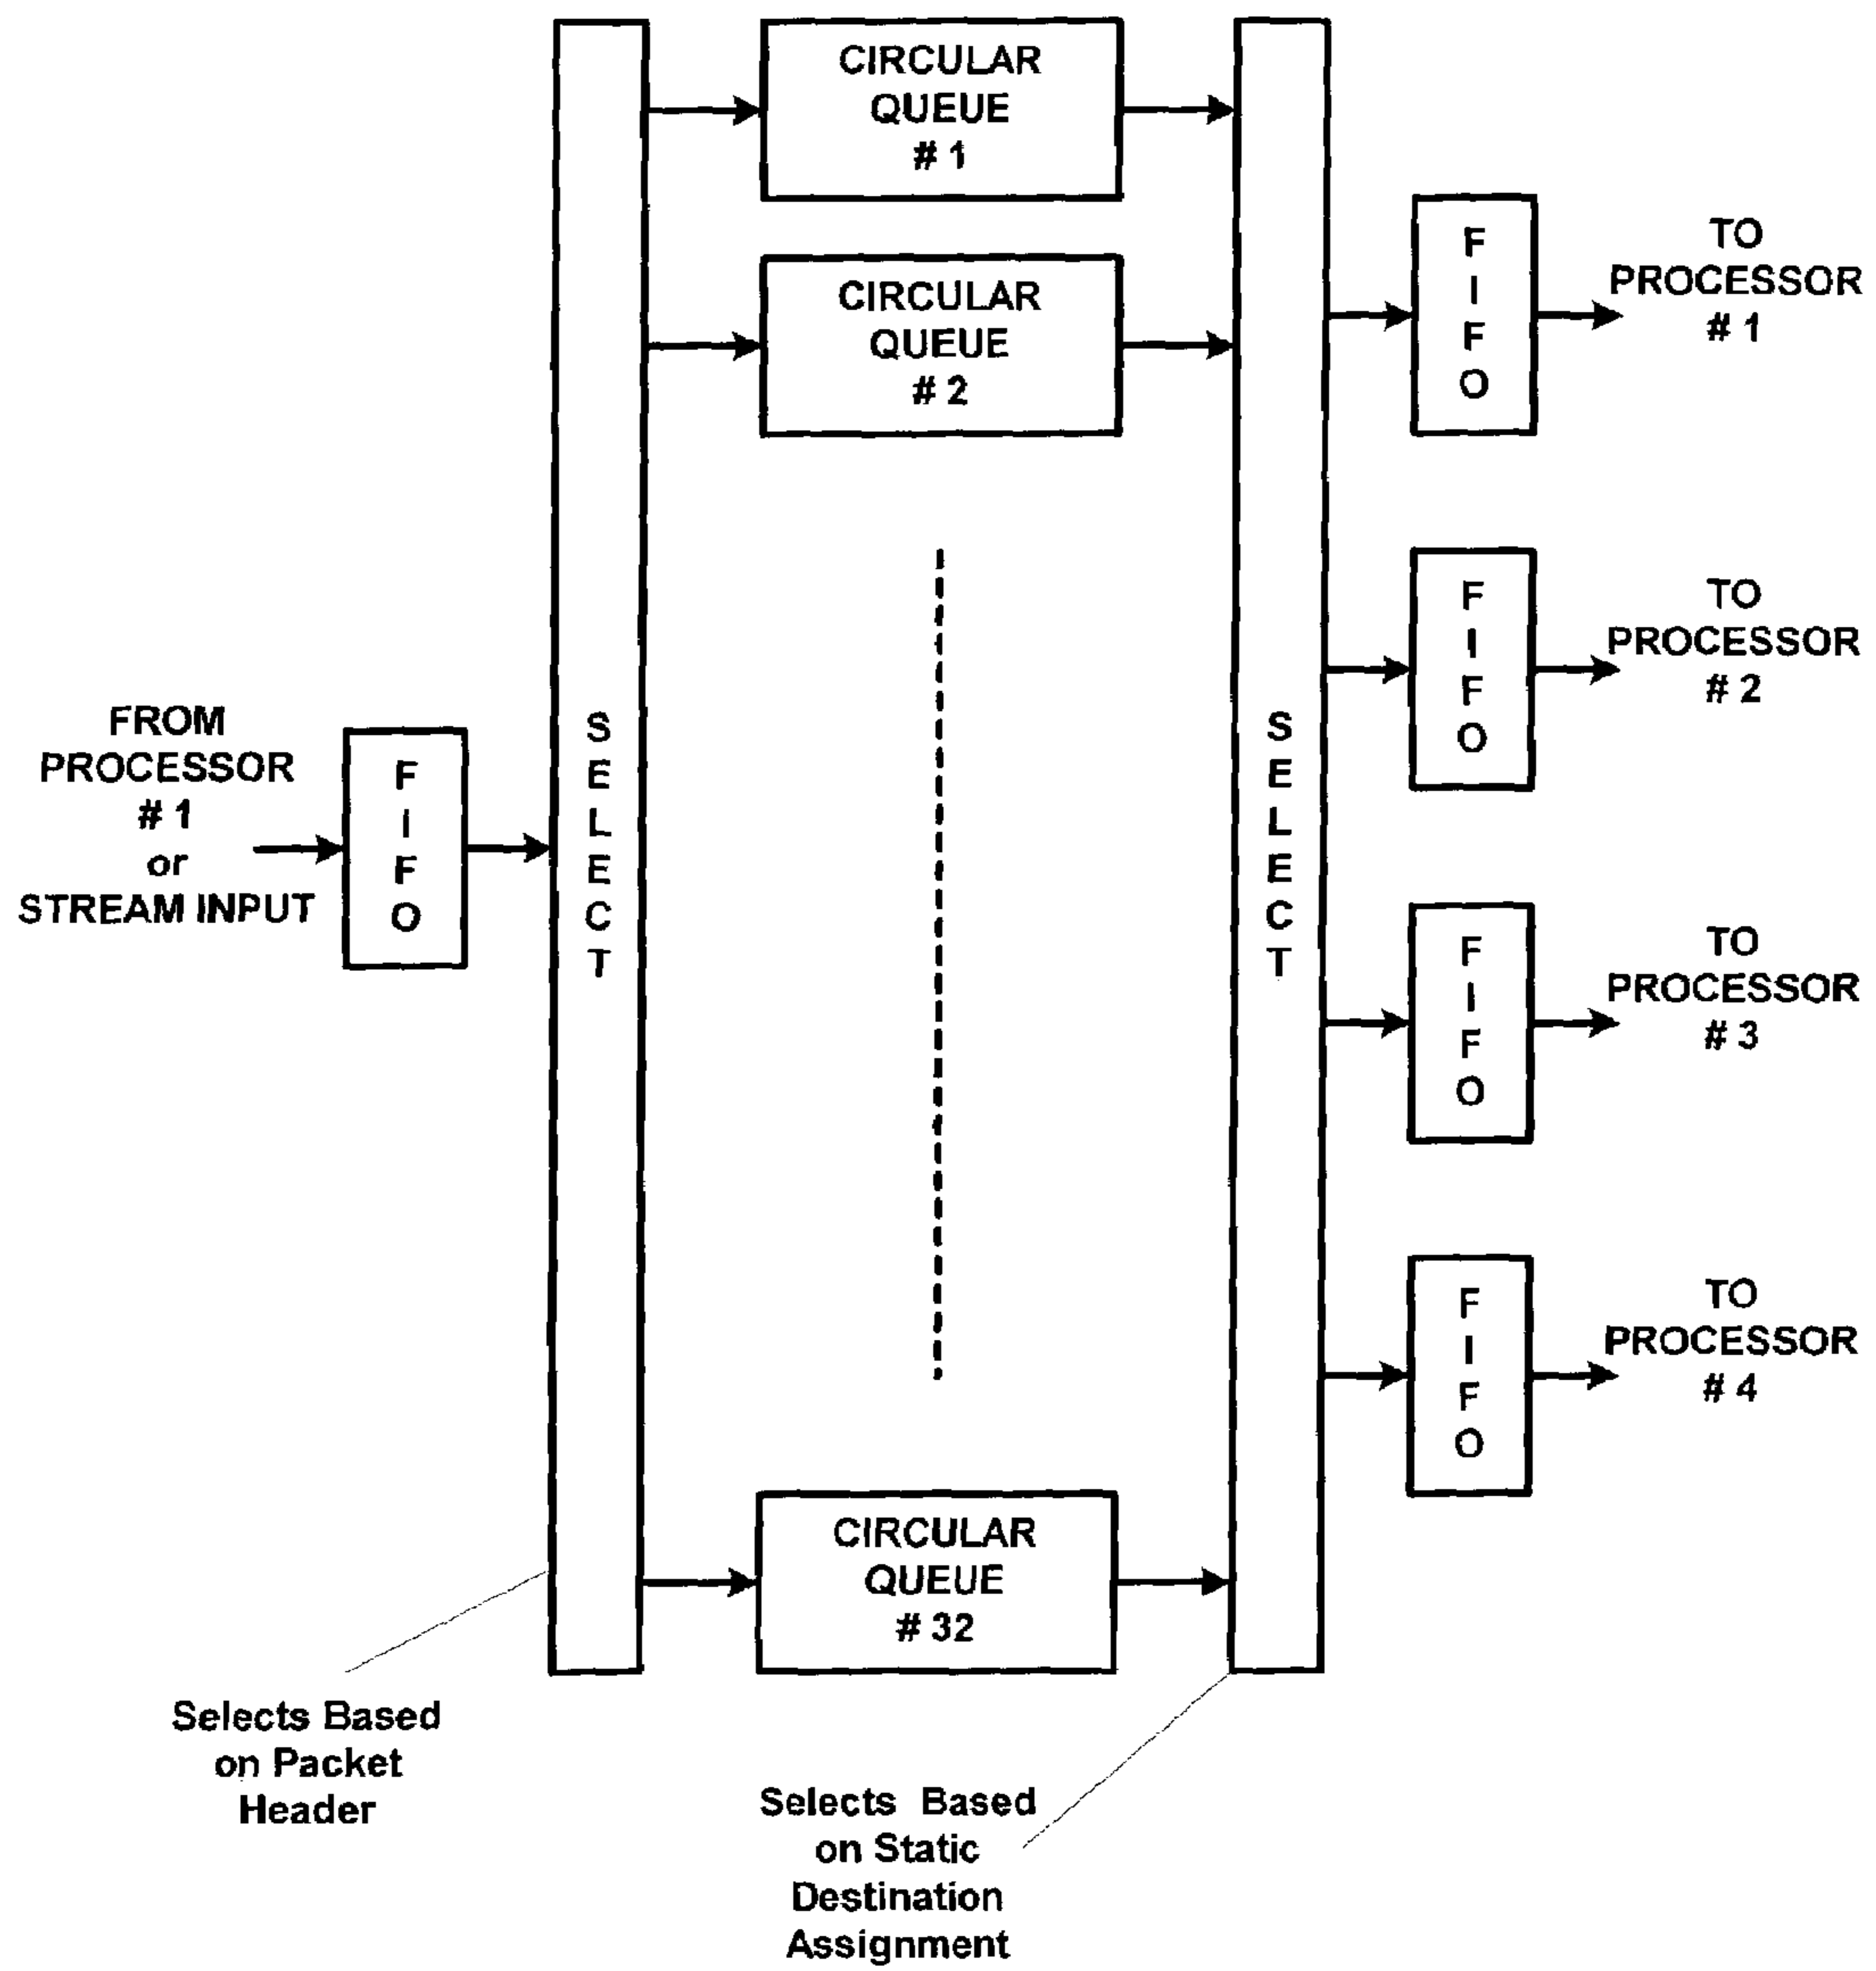 CIRCULAR
QUEUE
# 1
CIRCULAR
QUEUE
# 2
FROM
PROCESSOR
# 1
or
STREAM INPUT
F
I
F
O
S
E
L
E
C
T
S
E
L
E
C
T
F
I
F
O
TO
PROCESSOR
# 1
F
I
F
O
TO
PROCESSOR
# 2
F
I
F
O
TO
PROCESSOR
# 3
F
I
F
O
TO
PROCESSOR
# 4
CIRCULAR
QUEUE
# 32
Selects Based
on Packet
Header
Selects Based
on Static
Destination
Assignment